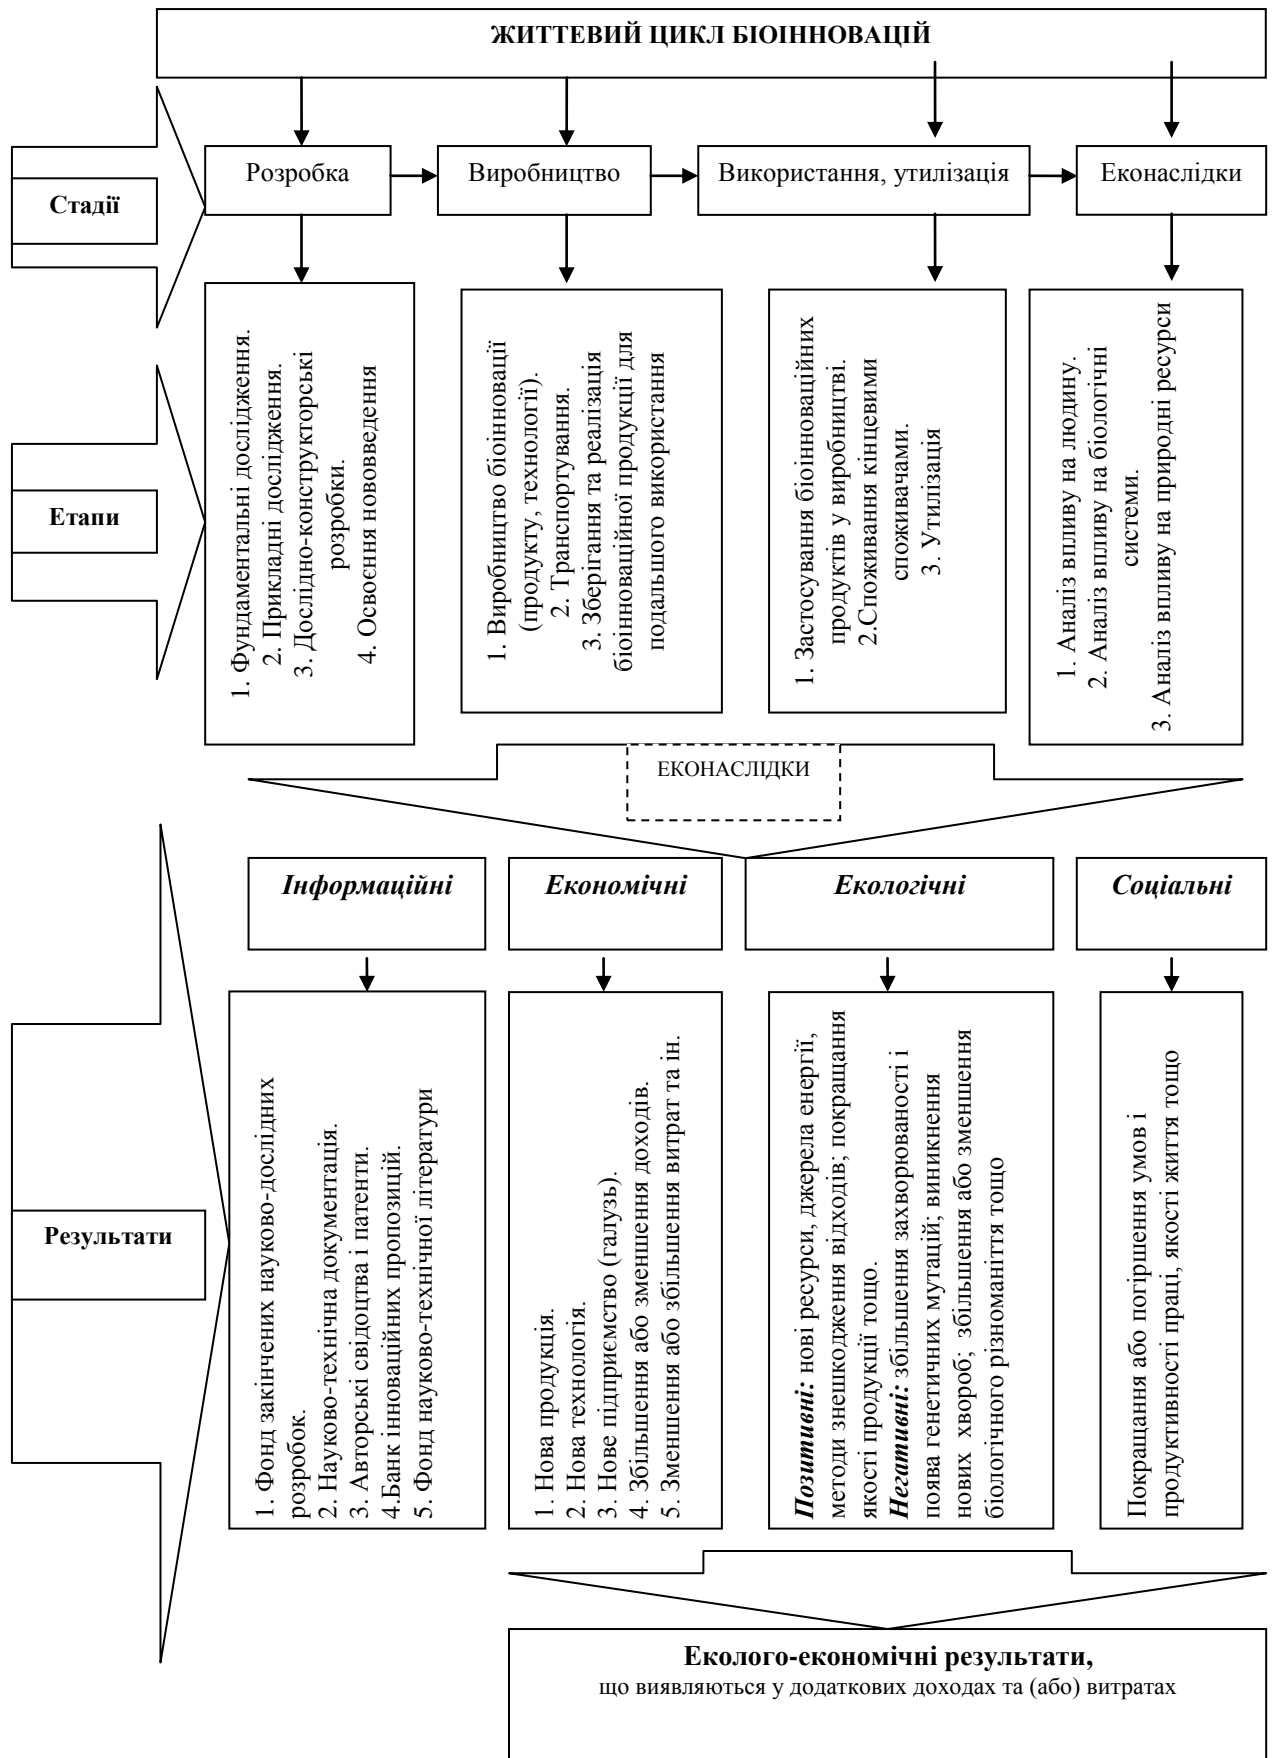 ЖИТТЕВИЙ ЦИКЛ БІОІННОВАЦІЙ
Стадії
Розробка
Виробництво
Використання, утилізація
Еконаслідки
Етапи
1. Фундаментальні дослідження.
2. Прикладні дослідження.
3. Дослідно-конструкторські
розробки.
4. Освоєння нововведення
1. Виробництво біоінновації
(продукту, технології).
2. Транспортування.
3. Зберігання та реалізація
біоінноваційної продукції для
подальшого використання
1. Застосування біоінноваційних
продуктів у виробництві.
2.Споживання кінцевими
споживачами.
3. Утилізація
1. Аналіз впливу на людину.
2. Аналіз впливу на біологічні
системи.
3. Аналіз впливу на природні ресурси
ЕКОНАСЛІДКИ
Результати
Інформаційні
Економічні
Екологічні
Соціальні
1. Фонд закінчених науково-дослідних
розробок.
2. Науково-технічна документація.
3. Авторські свідоцтва і патенти.
4.Банк інноваційних пропозицій.
5. Фонд науково-технічної літератури
1. Нова продукція.
2. Нова технологія.
3. Нове підприємство (галузь).
4. Збільшення або зменшення доходів.
5. Зменшення або збільшення витрат та ін.
Позитивні: нові ресурси, джерела енергії,
методи знешкодження відходів; покращання
якості продукції тощо.
Негативні: збільшення захворюваності і
поява генетичних мутацій; виникнення
нових хвороб; збільшення або зменшення
біологічного різноманіття тощо
Покращання або погіршення умов і
продуктивності праці, якості життя тощо
Еколого-економічні результати,
що виявляються у додаткових доходах та (або) витратах